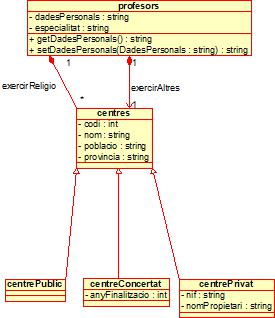 profesors
- dadesPersonals : string
- especialitat : string
+ getDadesPersonals() : string
+ setDadesPersonals(DadesPersonals : string) : string
1
1
exercirReligio
exercirAltres
*
1
centres
- codi : int
- nom : string
- poblacio : string
- provincia : string
centrePublic
centreConcertat
- anyFinalitzacio : int
centrePrivat
- nif : string
- nomPropietari : string